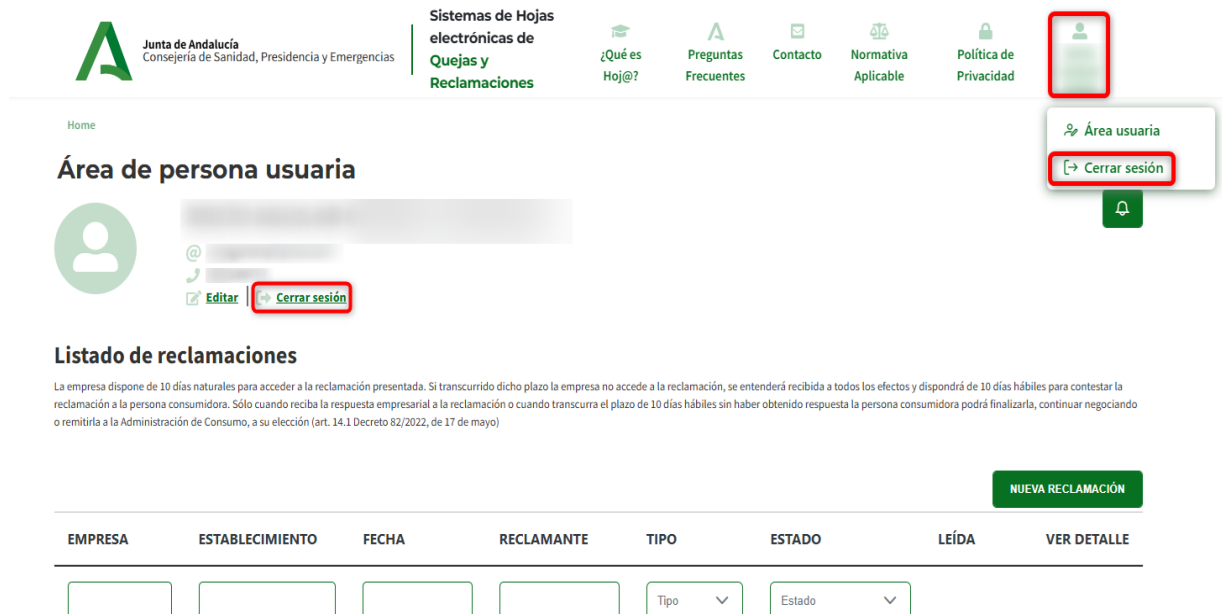 Junta de Andalucía
Consejería de Sanidad, Presidencia y Emergencias
Sistemas de Hojas
electrónicas de
Quejas y
Reclamaciones
¿Qué es
Hoj@?
Preguntas
Frecuentes
Contacto
Normativa
Aplicable
Política de
Privacidad
Home
Área usuaria
Cerrar sesión
Área de persona usuaria
@
Editar
Cerrar sesión
Listado de reclamaciones
La empresa dispone de 10 días naturales para acceder a la reclamación presentada. Si transcurrido dicho plazo la empresa no accede a la reclamación, se entenderá recibida a todos los efectos y dispondrá de 10 días hábiles para contestar la
reclamación a la persona consumidora. Sólo cuando reciba la respuesta empresarial a la reclamación o cuando transcurra el plazo de 10 días hábiles sin haber obtenido respuesta la persona consumidora podrá finalizarla, continuar negociando
o remitirla a la Administración de Consumo, a su elección (art. 14.1 Decreto 82/2022, de 17 de mayo)
NUEVA RECLAMACIÓN
EMPRESA ESTABLECIMIENTO FECHA RECLAMANTE TIPO ESTADO LEÍDA VER DETALLE
Tipo Estado